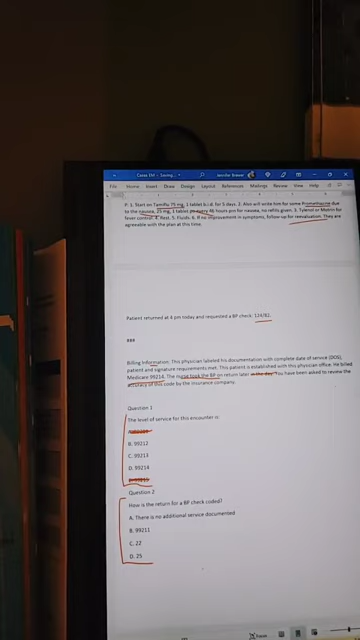 Jennifer
File Home Insert Draw Design Layout References Mailings Review View Help
P: 1. Start on Tamiflu 75 mg, 1 tablet b.i.d. for 5 days. 2. Also will write him for some Promethazine due
to the nausea, 25 mg, 1 tablet every hours prn for nausea, no refills given. 3. Tylenol or Motrin for
fever control. 4. Rest. 5. Fluids. 6. If no improvement in symptoms, follow up for reevaluation. They are
agreeable with the plan at this time.
Patient returned at 4 pm today and requested a BP check: 124/82.
###
Billing Information: This physician labeled his documentation with complete date of service (DOS),
patient and signature requirements met. This patient is established with this physician office. He billed
Medicare 99214. The nurse took the BP on return later in the day. You have been asked to review the
accuracy of this code by the insurance company.
Question 1
The level of service for this encounter is:
B. 99212
C. 99213
D. 99214
Question 2
How is the return for a BP check coded?
A. There is no additional service documented
B. 99211
C. 22
D. 25
Focus